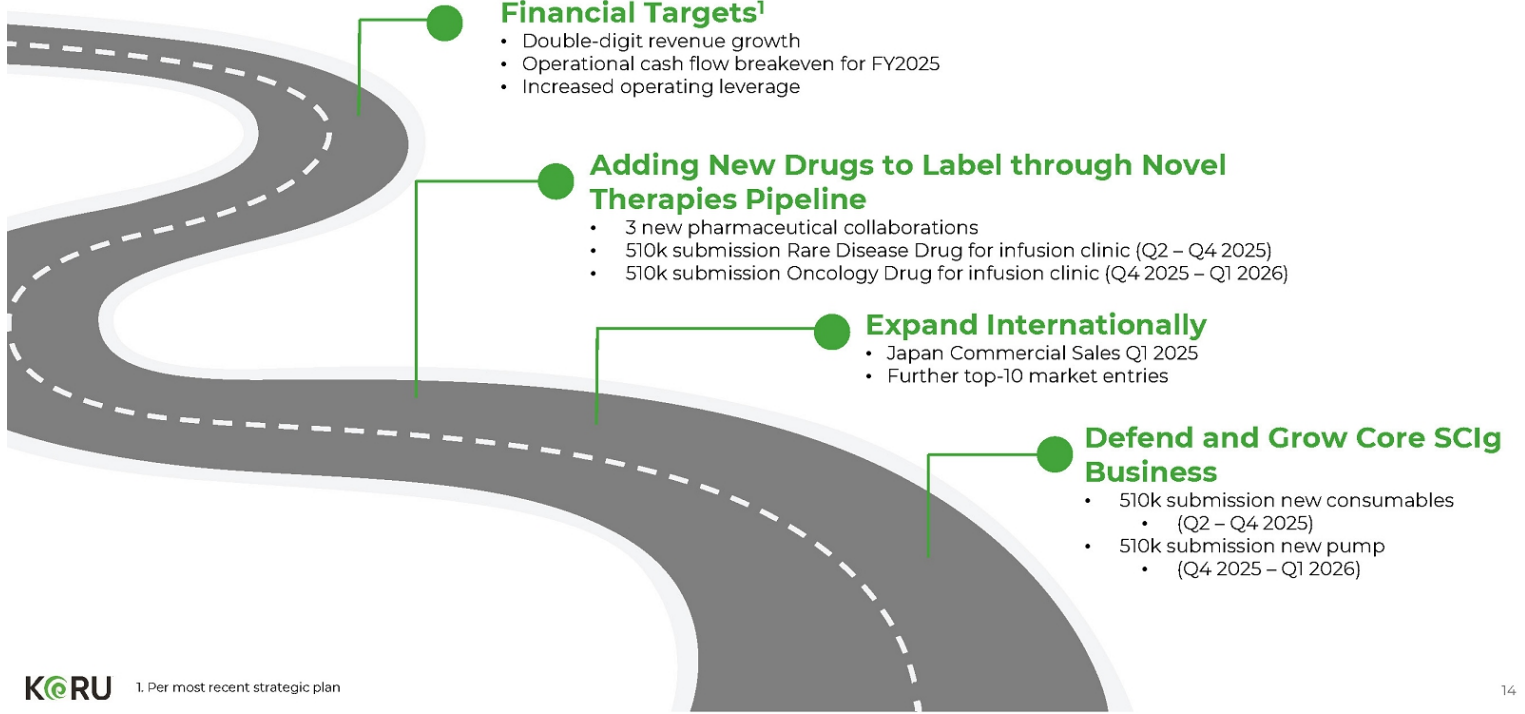 Financial Targets¹
• Double-digit revenue growth
• Operational cash flow breakeven for FY2025
• Increased operating leverage
Adding New Drugs to Label through Novel
Therapies Pipeline
• 3 new pharmaceutical collaborations
• 510k submission Rare Disease Drug for infusion clinic (Q2 – Q4 2025)
• 510k submission Oncology Drug for infusion clinic (Q4 2025 – Q1 2026)
Expand Internationally
• Japan Commercial Sales Q1 2025
• Further top-10 market entries
Defend and Grow Core SCIg
Business
• 510k submission new consumables
• (Q2 – Q4 2025)
• 510k submission new pump
• (Q4 2025 – Q1 2026)
KORU
1. Per most recent strategic plan
14